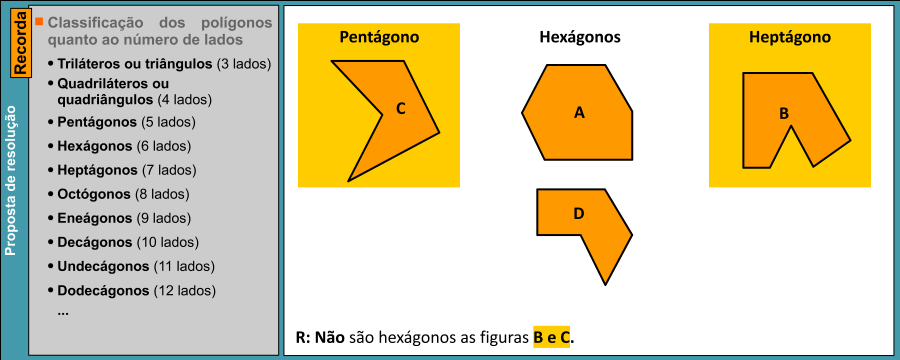 Proposta de resolução
Recorda
Classificação dos polígonos
quanto ao número de lados
• Triláteros ou triângulos (3 lados)
• Quadriláteros ou
quadriângulos (4 lados)
• Pentágonos (5 lados)
• Hexágonos (6 lados)
• Heptágonos (7 lados)
• Octógonos (8 lados)
• Eneágonos (9 lados)
• Decágonos (10 lados)
• Undecágonos (11 lados)
• Dodecágonos (12 lados)
...
Pentágono
C
Hexágonos
A
D
Heptágono
B
R: Não são hexágonos as figuras B e C.